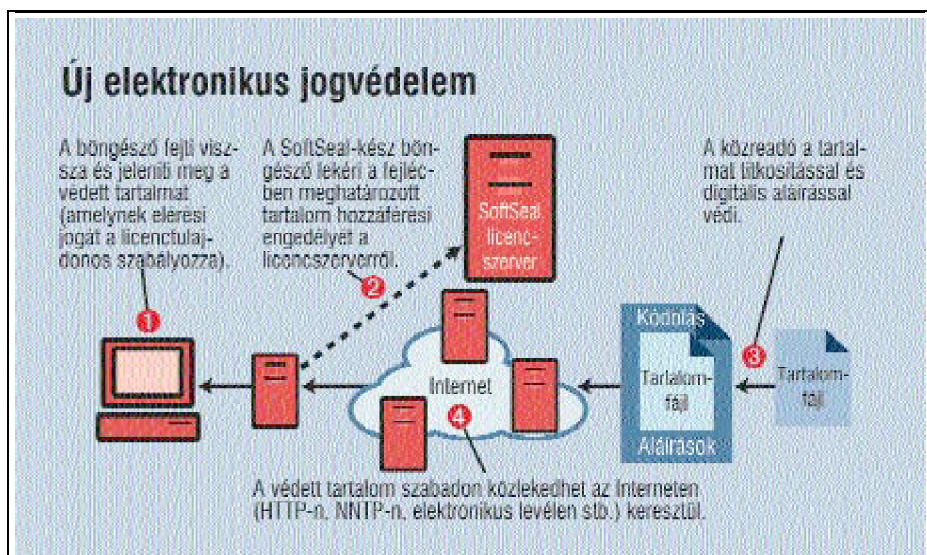 Új elektronikus jogvédelem
A böngésző fejti visz-
sza és jeleníti meg a
védett tartalmat
(amelynek elérési
jogát a licenctulaj-
donos szabályozza).
1
A SoftSeal-kész bön-
gésző lekéri a fejléc-
ben meghatározott
tartalom hozzáférési
engedélyét a
licencszerverről.
2
SoftSeal
licenc-
szerver
A közreadó a tartal-
mat titkosítással és
digitális aláírással
védi.
3
Kódolás
Tartalom-
fájl
Aláírások
Tartalom-
fájl
Internet
4
A védett tartalom szabadon közlekedhet az Interneten
(HTTP-n, NNTP-n, elektronikus levélen stb.) keresztül.